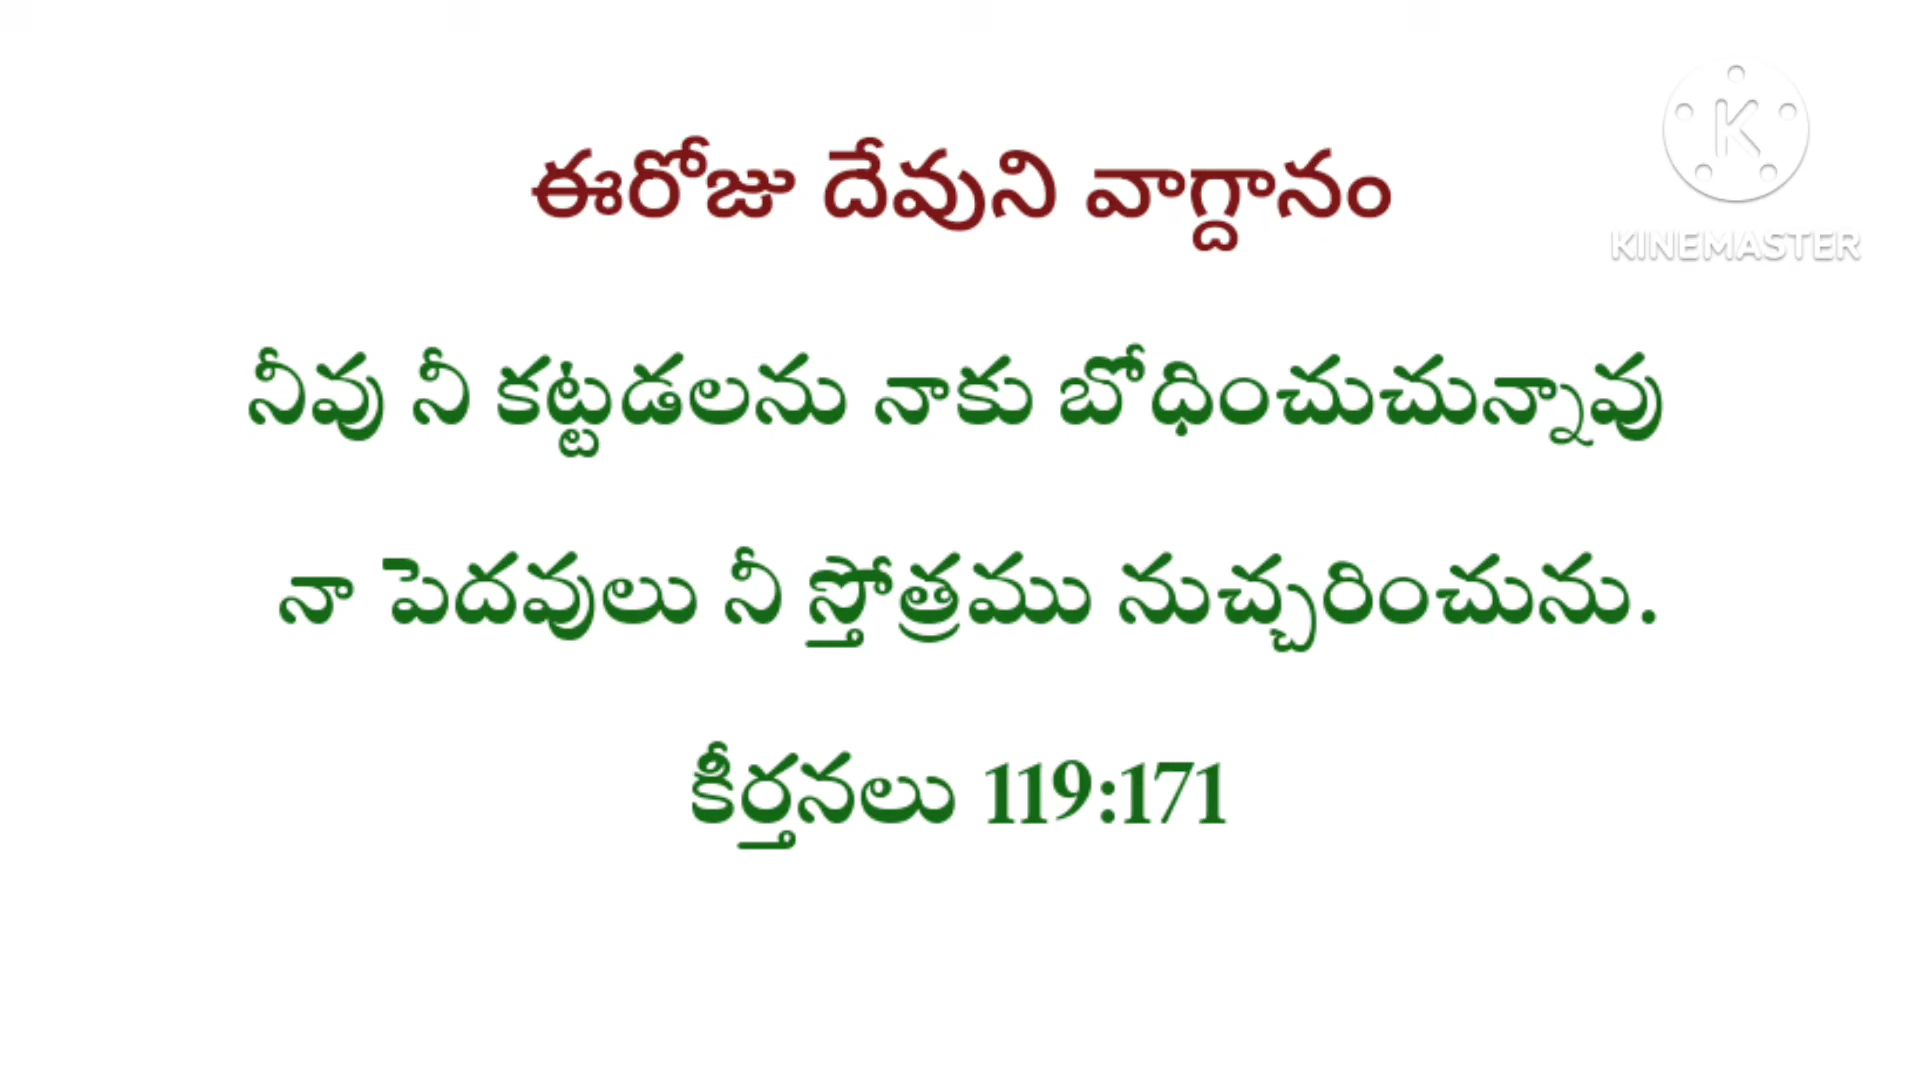 ఈరోజు దేవుని వాగ్దానం
K
KINEMASTER
నీవు నీ కట్టడలను నాకు బోధించుచున్నావు
నా పెదవులు నీ స్తోత్రము నుచ్చరించును.
కీర్తనలు 119:171